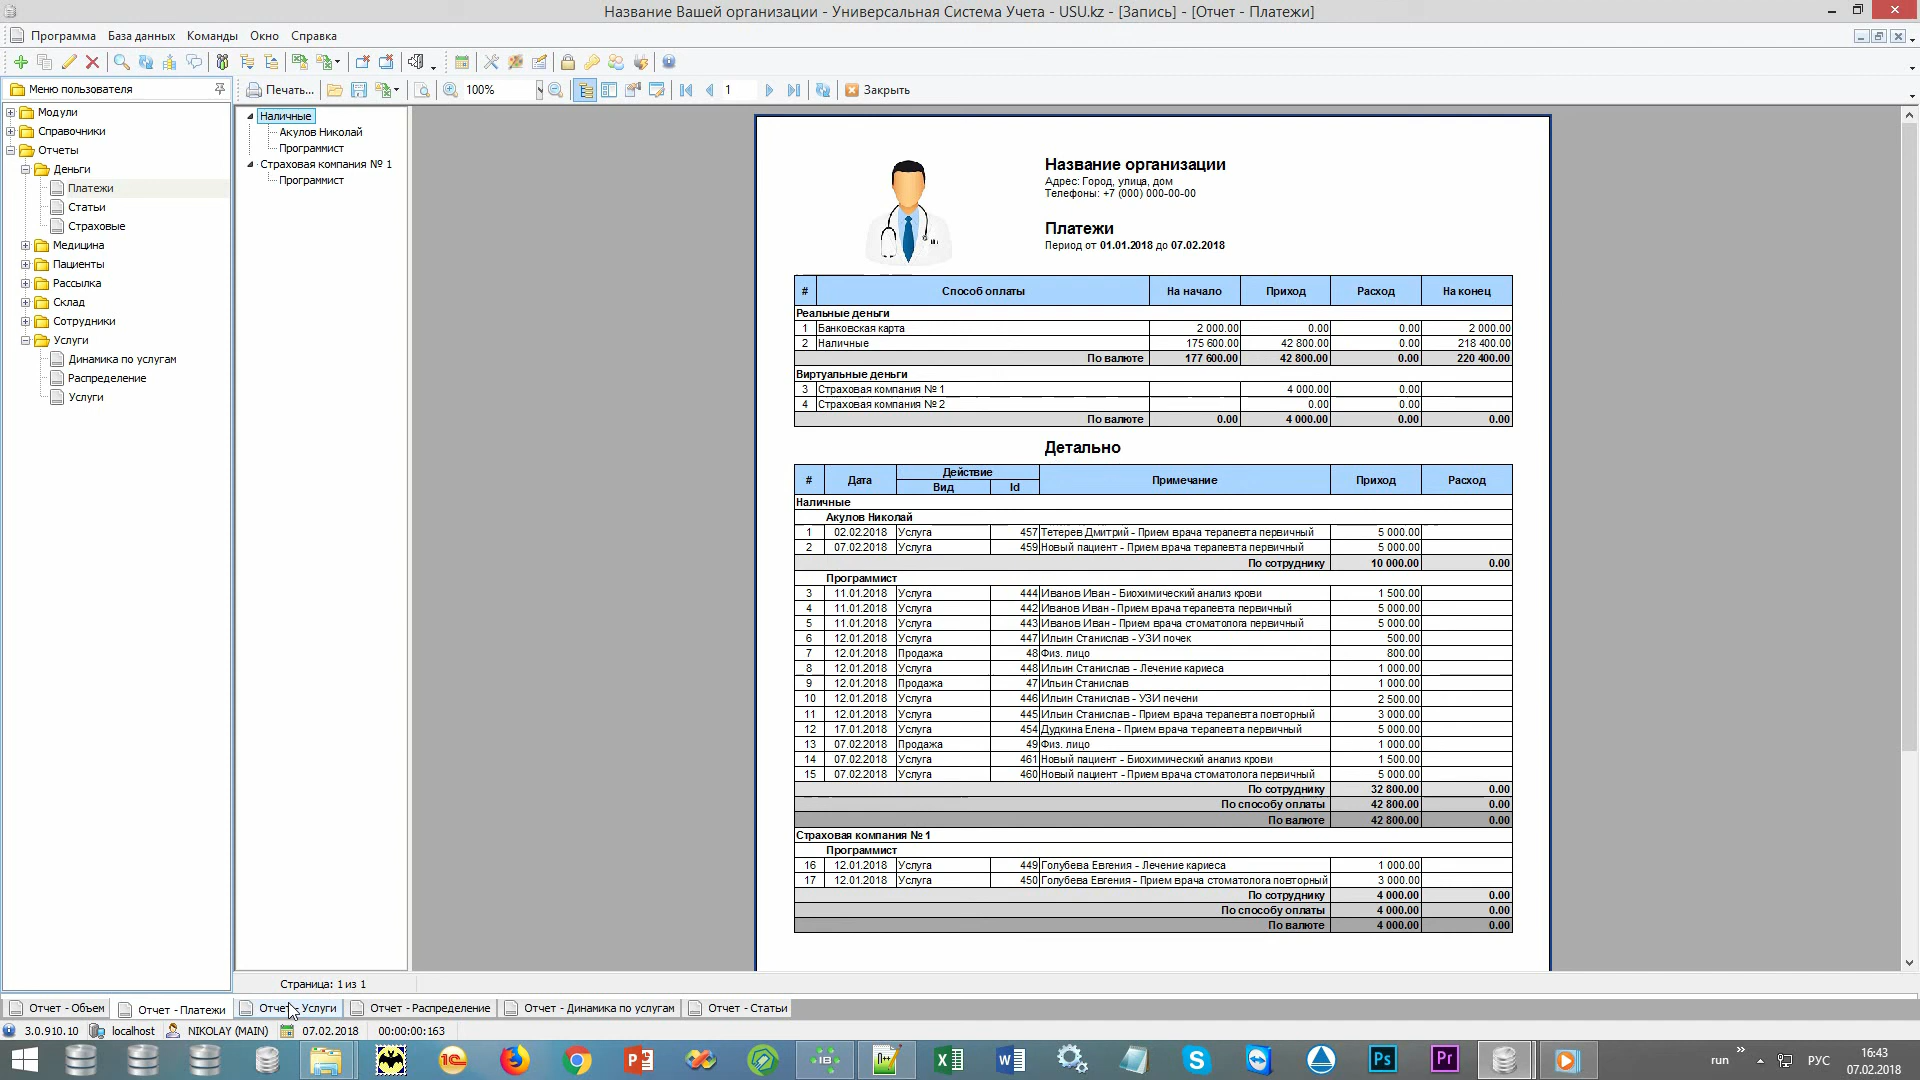 Название Вашей организации - Универсальная Система Учета - USU.kz - [Запись] - [Отчет - Платежи]
Программа База данных Команды Окно Справка
Меню пользователя
Печать... 100% 1 Закрыть
Модули
Справочники
Отчеты
Деньги
Платежи
Статьи
Страховые
Медицина
Пациенты
Рассылка
Склад
Сотрудники
Услуги
Динамика по услугам
Распределение
Услуги
Наличные
Акулов Николай
Программист
Страховая компания № 1
Программист
Название организации
Адрес: Город, улица, дом
Телефоны: +7 (000) 000-00-00
Платежи
Период от 01.01.2018 до 07.02.2018
# Способ оплаты На начало Приход Расход На конец
Реальные деньги
1 Банковская карта 2 000.00 0.00 0.00 2 000.00
2 Наличные 175 600.00 42 800.00 0.00 218 400.00
По валюте 177 600.00 42 800.00 0.00 220 400.00
Виртуальные деньги
3 Страховая компания № 1 4 000.00 0.00
4 Страховая компания № 2 0.00 0.00
По валюте 0.00 4 000.00 0.00 0.00
Детально
# Дата Действие Примечание Приход Расход
Вид Id
Наличные
Акулов Николай
1 02.02.2018 Услуга 457 Тетерев Дмитрий - Прием врача терапевта первичный 5 000.00
2 07.02.2018 Услуга 459 Новый пациент - Прием врача терапевта первичный 5 000.00
По сотруднику 10 000.00 0.00
Программист
3 11.01.2018 Услуга 444 Иванов Иван - Биохимический анализ крови 1 500.00
4 11.01.2018 Услуга 442 Иванов Иван - Прием врача терапевта первичный 5 000.00
5 11.01.2018 Услуга 443 Иванов Иван - Прием врача стоматолога первичный 5 000.00
6 12.01.2018 Услуга 447 Ильин Станислав - УЗИ почек 500.00
7 12.01.2018 Продажа 48 Физ. лицо 800.00
8 12.01.2018 Услуга 448 Ильин Станислав - Лечение кариеса 1 000.00
9 12.01.2018 Продажа 47 Ильин Станислав 1 000.00
10 12.01.2018 Услуга 446 Ильин Станислав - УЗИ печени 2 500.00
11 12.01.2018 Услуга 445 Ильин Станислав - Прием врача терапевта повторный 3 000.00
12 17.01.2018 Услуга 454 Дудкина Елена - Прием врача терапевта первичный 5 000.00
13 07.02.2018 Продажа 49 Физ. лицо 1 000.00
14 07.02.2018 Услуга 461 Новый пациент - Биохимический анализ крови 1 500.00
15 07.02.2018 Услуга 460 Новый пациент - Прием врача стоматолога первичный 5 000.00
По сотруднику 32 800.00 0.00
По способу оплаты 42 800.00 0.00
По валюте 42 800.00 0.00
Страховая компания № 1
Программист
16 12.01.2018 Услуга 449 Голубева Евгения - Лечение кариеса 1 000.00
17 12.01.2018 Услуга 450 Голубева Евгения - Прием врача стоматолога повторный 3 000.00
По сотруднику 4 000.00 0.00
По способу оплаты 4 000.00 0.00
По валюте 4 000.00 0.00
Страница: 1 из 1
Отчет - Объем Отчет - Платежи Отчет - Услуги Отчет - Распределение Отчет - Динамика по услугам Отчет - Статьи
3.0.910.10 localhost NIKOLAY (MAIN) 07.02.2018 00:00:00:163
run РУС 16:43
07.02.2018